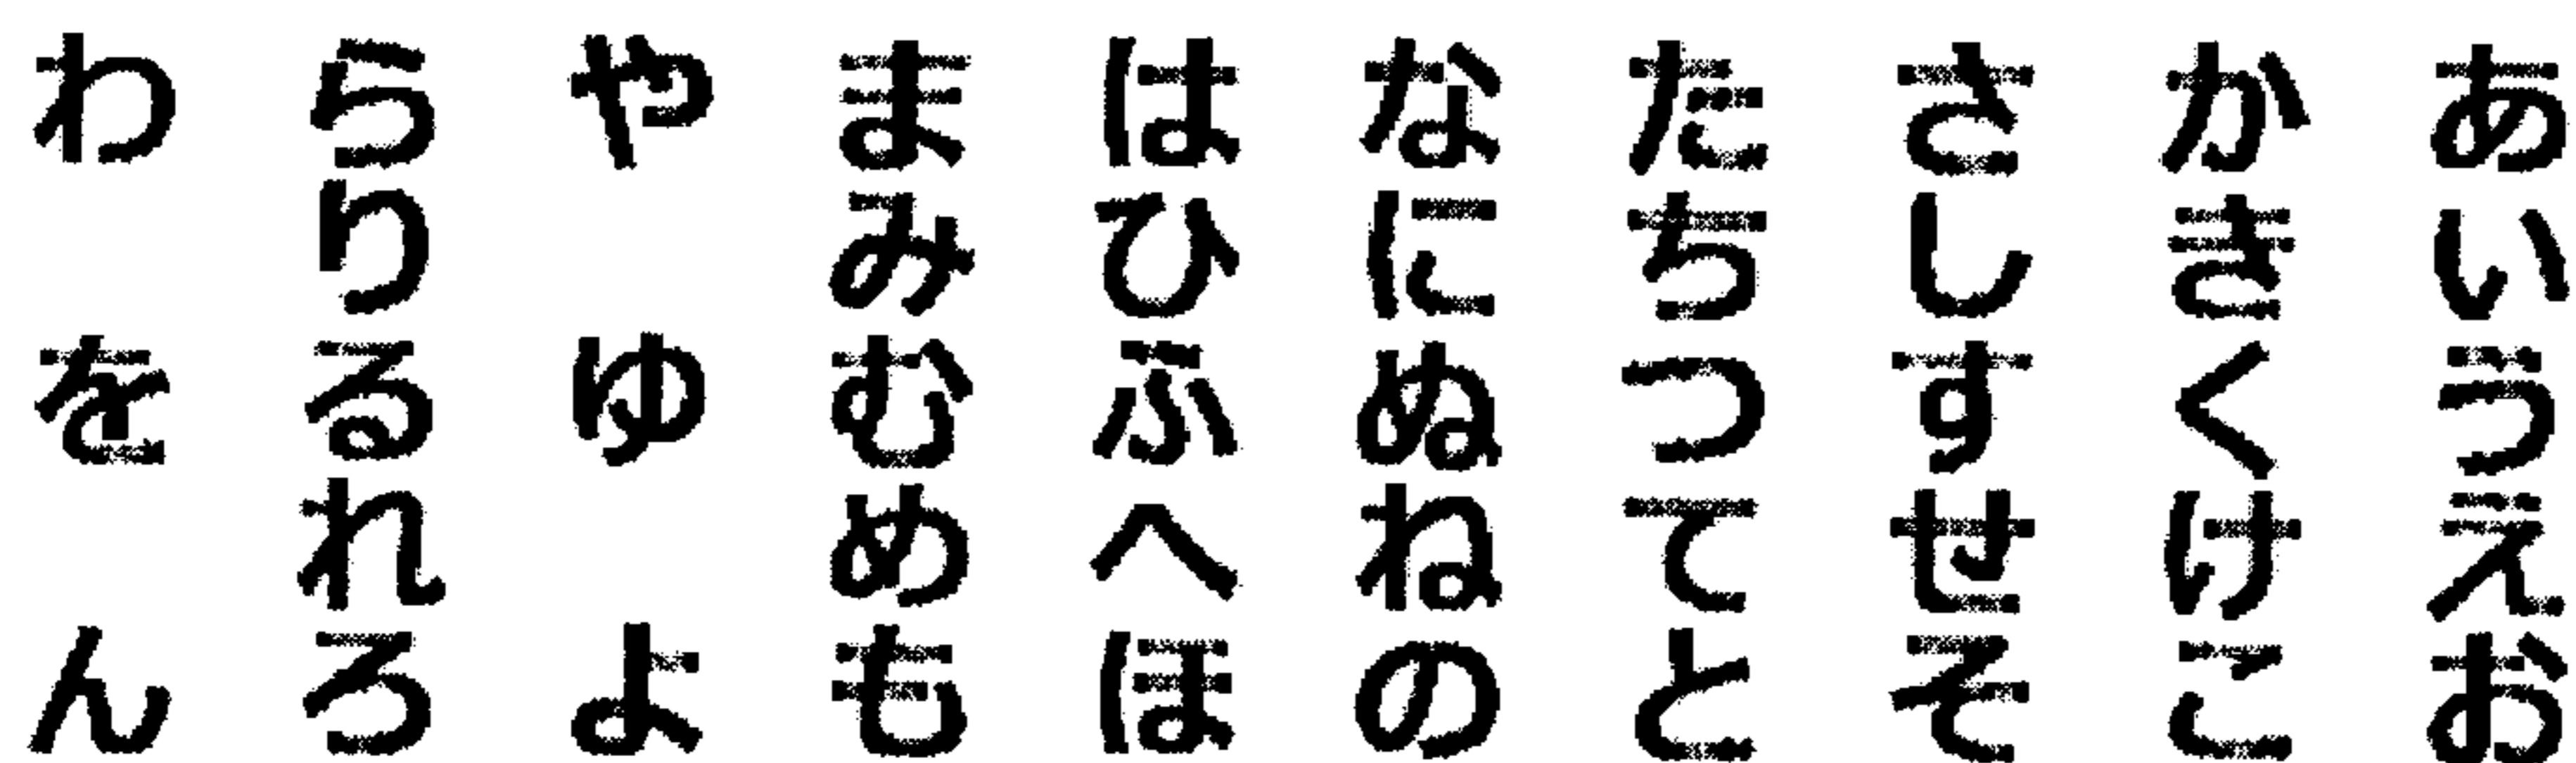 あいうえお
かきくけこ
さしすせそ
たちつてと
なにぬねの
はひふへほ
まみむめも
やゆよ
らりるれろ
わをん